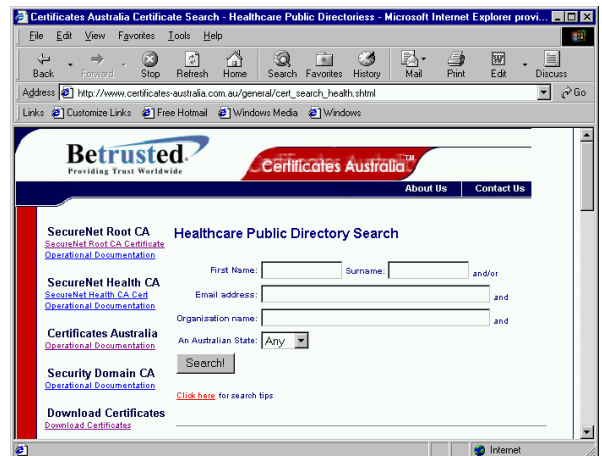 Certificates Australia Certificate Search - Healthcare Public Directoriess - Microsoft Internet Explorer provi...
File Edit View Favorites Tools Help
Back Forward Stop Refresh Home Search Favorites History Mail Print Edit Discuss
Address http://www.certificates-australia.com.au/general/cert_search_health.shtml Go
Links Customize Links Free Hotmail Windows Media Windows
Betrusted.
Providing Trust Worldwide
Certificates Australia™
About Us Contact Us
SecureNet Root CA
SecureNet Root CA Certificate
Operational Documentation
SecureNet Health CA
SecureNet Health CA Cert
Operational Documentation
Certificates Australia
Operational Documentation
Security Domain CA
Operational Documentation
Download Certificates
Download Certificates
Healthcare Public Directory Search
First Name: Surname: and/or
Email address: and
Organisation name: and
An Australian State: Any
Search!
Click here for search tips
Internet